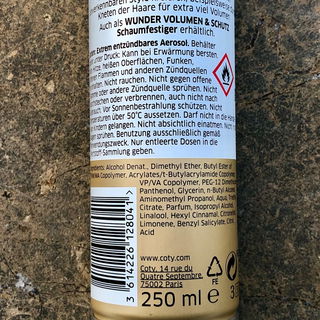 Kneten der Haare für extra viel Volumen.
Auch als WUNDER VOLUMEN & SCHUTZ
Schaumfestiger erhältlich.
Extrem entzündbares Aerosol. Behälter
unter Druck: Kann bei Erwärmung bersten.
heißen Oberflächen, Funken,
Flammen und anderen Zündquellen
Nicht rauchen. Nicht gegen offene
oder andere Zündquelle sprühen. Nicht
oder verbrennen, auch nicht nach
Vor Sonnenbestrahlung schützen. Nicht
über 50°C aussetzen. Darf nicht in die
Kindern gelangen. Nicht absichtlich einatmen. Nicht in
sprühen. Benutzung ausschließlich gemäß
Nur entleerte Dosen in die
-Sammlung geben.
Alcohol Denat., Dimethyl Ether, Butyl Ester of
Copolymer, Acrylates/t-Butylacrylamide Copolymer,
VP/VA Copolymer, PEG-12 Dimethicone
Panthenol, Glycerin, n-Butyl
Aminomethyl Propanol, Aqua,
Citrate, Parfum, Isopropyl Alcohol,
Linalool, Hexyl Cinnamal, Citronellol
Limonene, Benzyl Salicylate, Citric
Acid
3 614226 128041
www.coty.com
Coty, 14 rue du
Quatre Septembre,
75002 Paris
FE
250 ml e